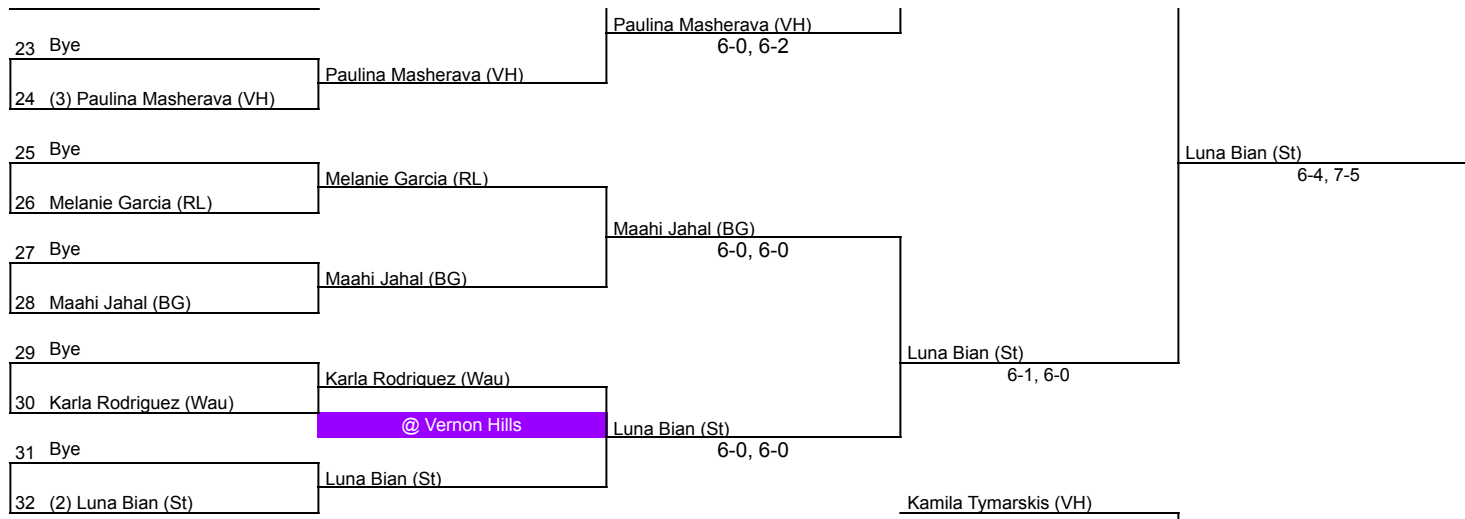 Paulina Masherava (VH)
6-0, 6-2
23 Bye
Paulina Masherava (VH)
24 (3) Paulina Masherava (VH)
25 Bye
Luna Bian (St)
6-4, 7-5
Melanie Garcia (RL)
26 Melanie Garcia (RL)
Maahi Jahal (BG)
6-0, 6-0
27 Bye
Maahi Jahal (BG)
28 Maahi Jahal (BG)
29 Bye
Luna Bian (St)
6-1, 6-0
Karla Rodriguez (Wau)
30 Karla Rodriguez (Wau)
@ Vernon Hills
Luna Bian (St)
6-0, 6-0
31 Bye
Luna Bian (St)
32 (2) Luna Bian (St)
Kamila Tymarskis (VH)